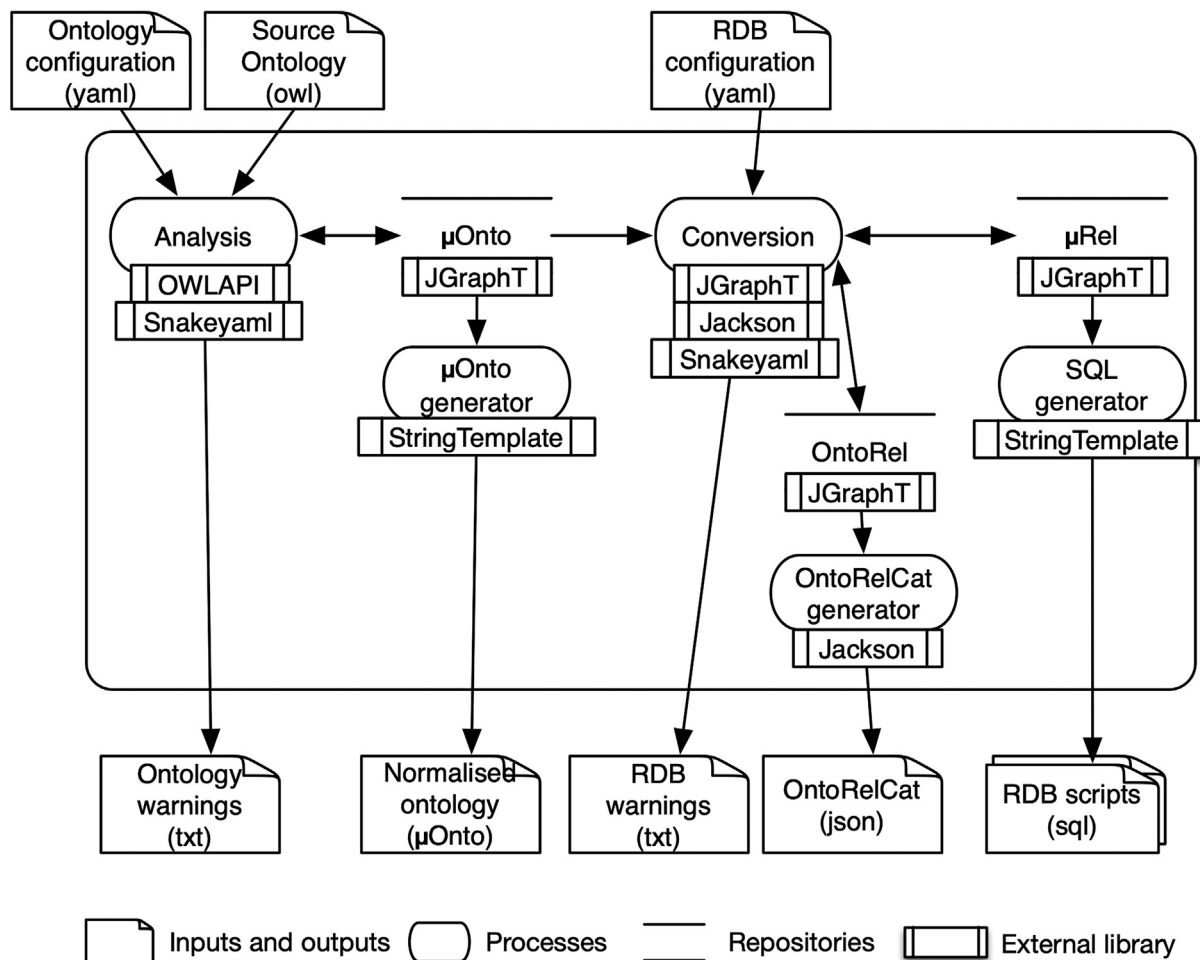 Ontology
configuration
(yaml)
Source
Ontology
(owl)
RDB
configuration
(yaml)
Analysis
OWLAPI
Snakeyaml
µOnto
JGraphT
µOnto
generator
StringTemplate
Conversion
JGraphT
Jackson
Snakeyaml
OntoRel
JGraphT
OntoRelCat
generator
Jackson
µRel
JGraphT
SQL
generator
StringTemplate
Ontology
warnings
(txt)
Normalised
ontology
(µOnto)
RDB
warnings
(txt)
OntoRelCat
(json)
RDB scripts
(sql)
Inputs and outputs
Processes
Repositories
External library